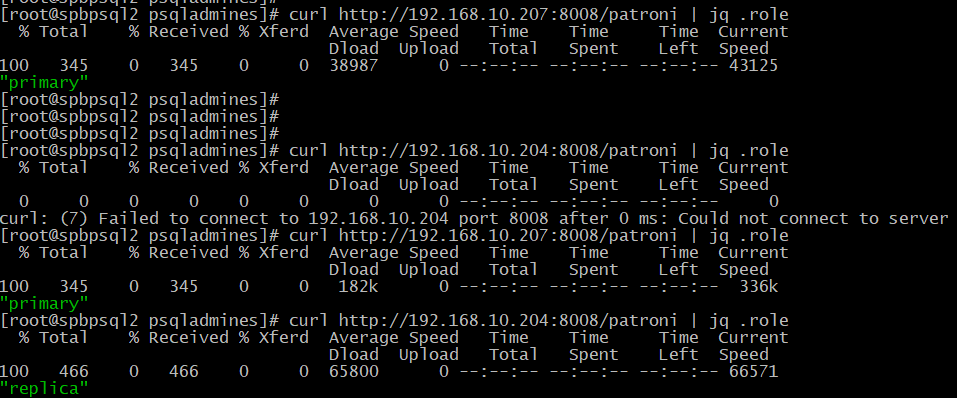 [root@spbpsql2 psqladmines]#
[root@spbpsql2 psqladmines]# curl http://192.168.10.207:8008/patroni | jq .role
  % Total    % Received % Xferd  Average Speed   Time    Time     Time  Current
                                 Dload  Upload   Total   Spent    Left  Speed
100   345    0   345    0     0  38987      0 --:--:-- --:--:-- --:--:-- 43125
"primary"
[root@spbpsql2 psqladmines]#
[root@spbpsql2 psqladmines]#
[root@spbpsql2 psqladmines]#
[root@spbpsql2 psqladmines]# curl http://192.168.10.204:8008/patroni | jq .role
  % Total    % Received % Xferd  Average Speed   Time    Time     Time  Current
                                 Dload  Upload   Total   Spent    Left  Speed
  0     0    0     0    0     0      0      0 --:--:-- --:--:-- --:--:--     0
curl: (7) Failed to connect to 192.168.10.204 port 8008 after 0 ms: Could not connect to server
[root@spbpsql2 psqladmines]# curl http://192.168.10.207:8008/patroni | jq .role
  % Total    % Received % Xferd  Average Speed   Time    Time     Time  Current
                                 Dload  Upload   Total   Spent    Left  Speed
100   345    0   345    0     0   182k      0 --:--:-- --:--:-- --:--:--  336k
"primary"
[root@spbpsql2 psqladmines]# curl http://192.168.10.204:8008/patroni | jq .role
  % Total    % Received % Xferd  Average Speed   Time    Time     Time  Current
                                 Dload  Upload   Total   Spent    Left  Speed
100   466    0   466    0     0  65800      0 --:--:-- --:--:-- --:--:-- 66571
"replica"